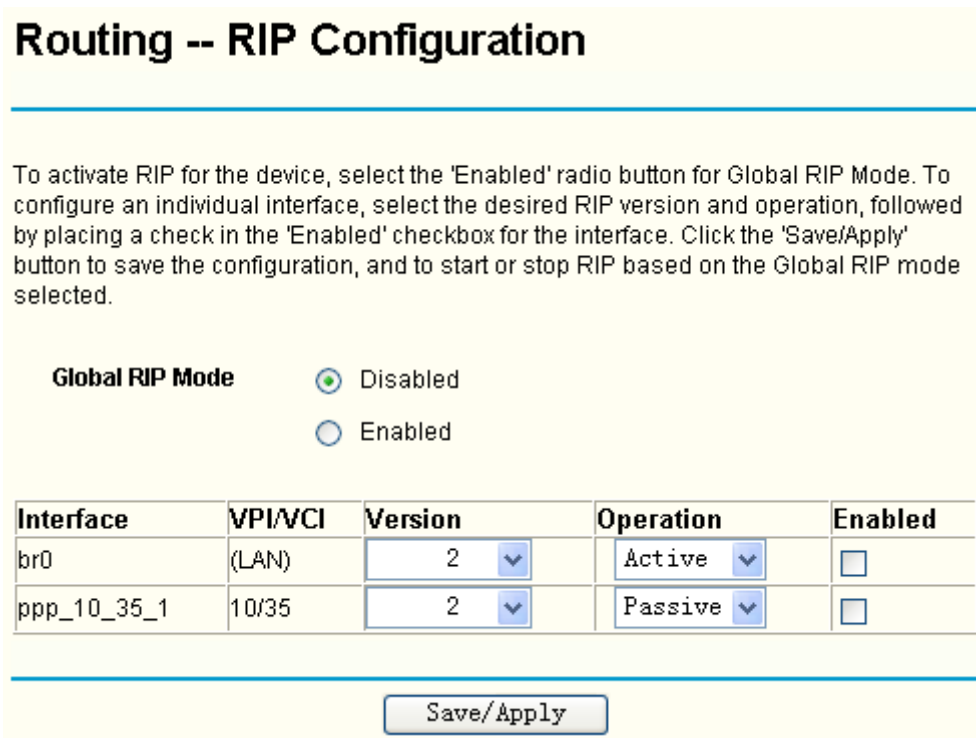 Routing -- RIP Configuration
To activate RIP for the device, select the 'Enabled' radio button for Global RIP Mode. To
configure an individual interface, select the desired RIP version and operation, followed
by placing a check in the 'Enabled' checkbox for the interface. Click the 'Save/Apply'
button to save the configuration, and to start or stop RIP based on the Global RIP mode
selected.
Global RIP Mode Disabled
Enabled
Interface VPI/VCI Version Operation Enabled
br0 (LAN) 2 Active
ppp_10_35_1 10/35 2 Passive
Save/Apply